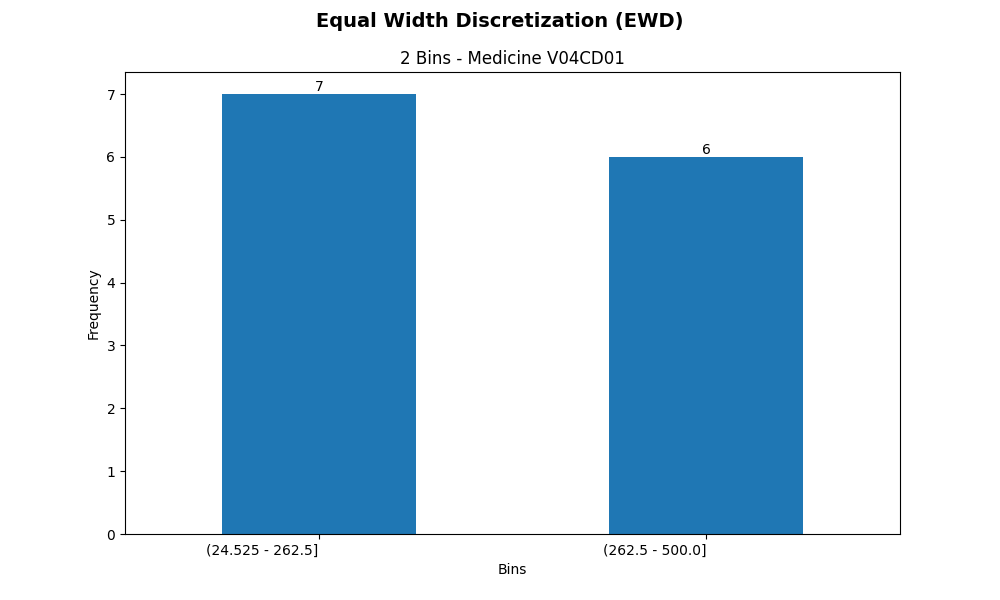 Equal Width Discretization (EWD)
2 Bins - Medicine V04CD01
7
6
5
4
3
2
1
0
Frequency
7
6
(24.525 - 262.5]
(262.5 - 500.0]
Bins